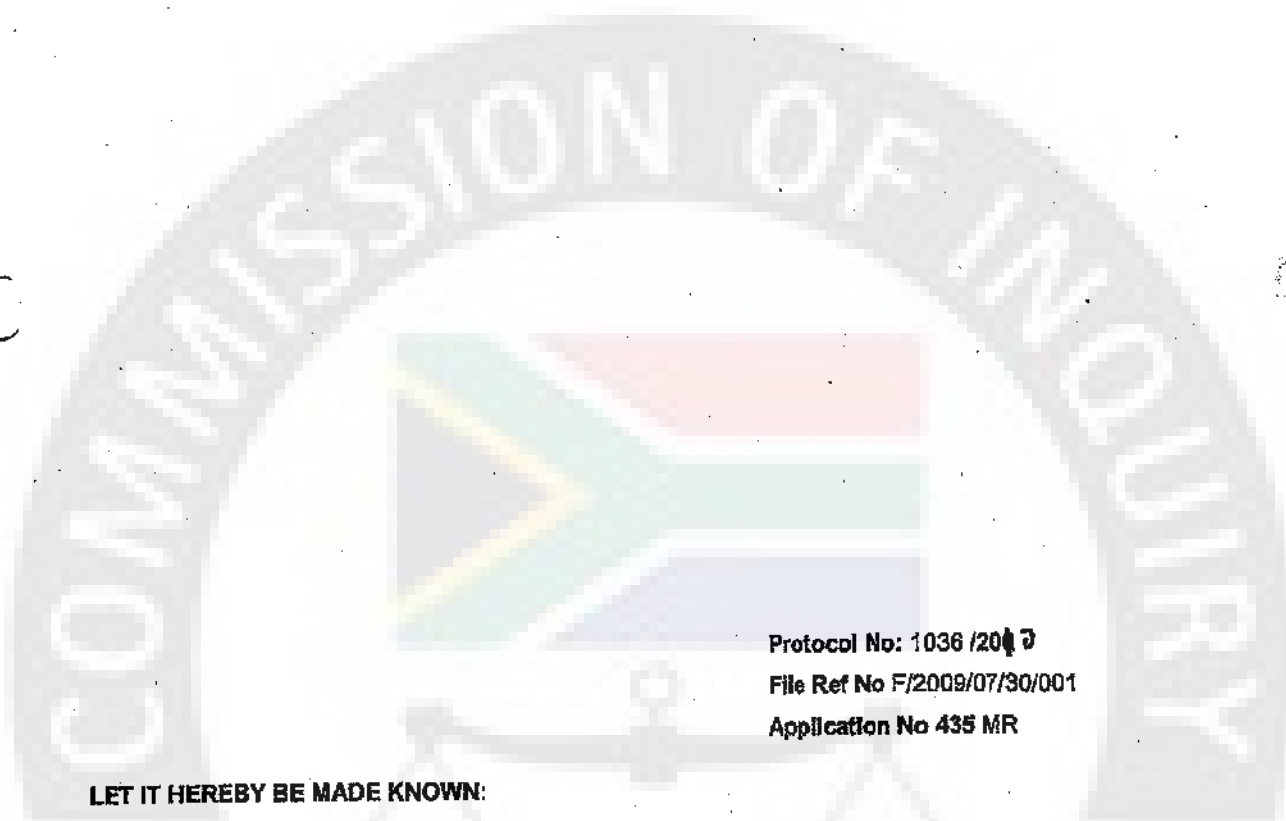 COMMISSION OF INQUIRY
Protocol No: 1036
File Ref No F/2009/07/30/001
Application No 435 MR
LET IT HEREBY BE MADE KNOWN: